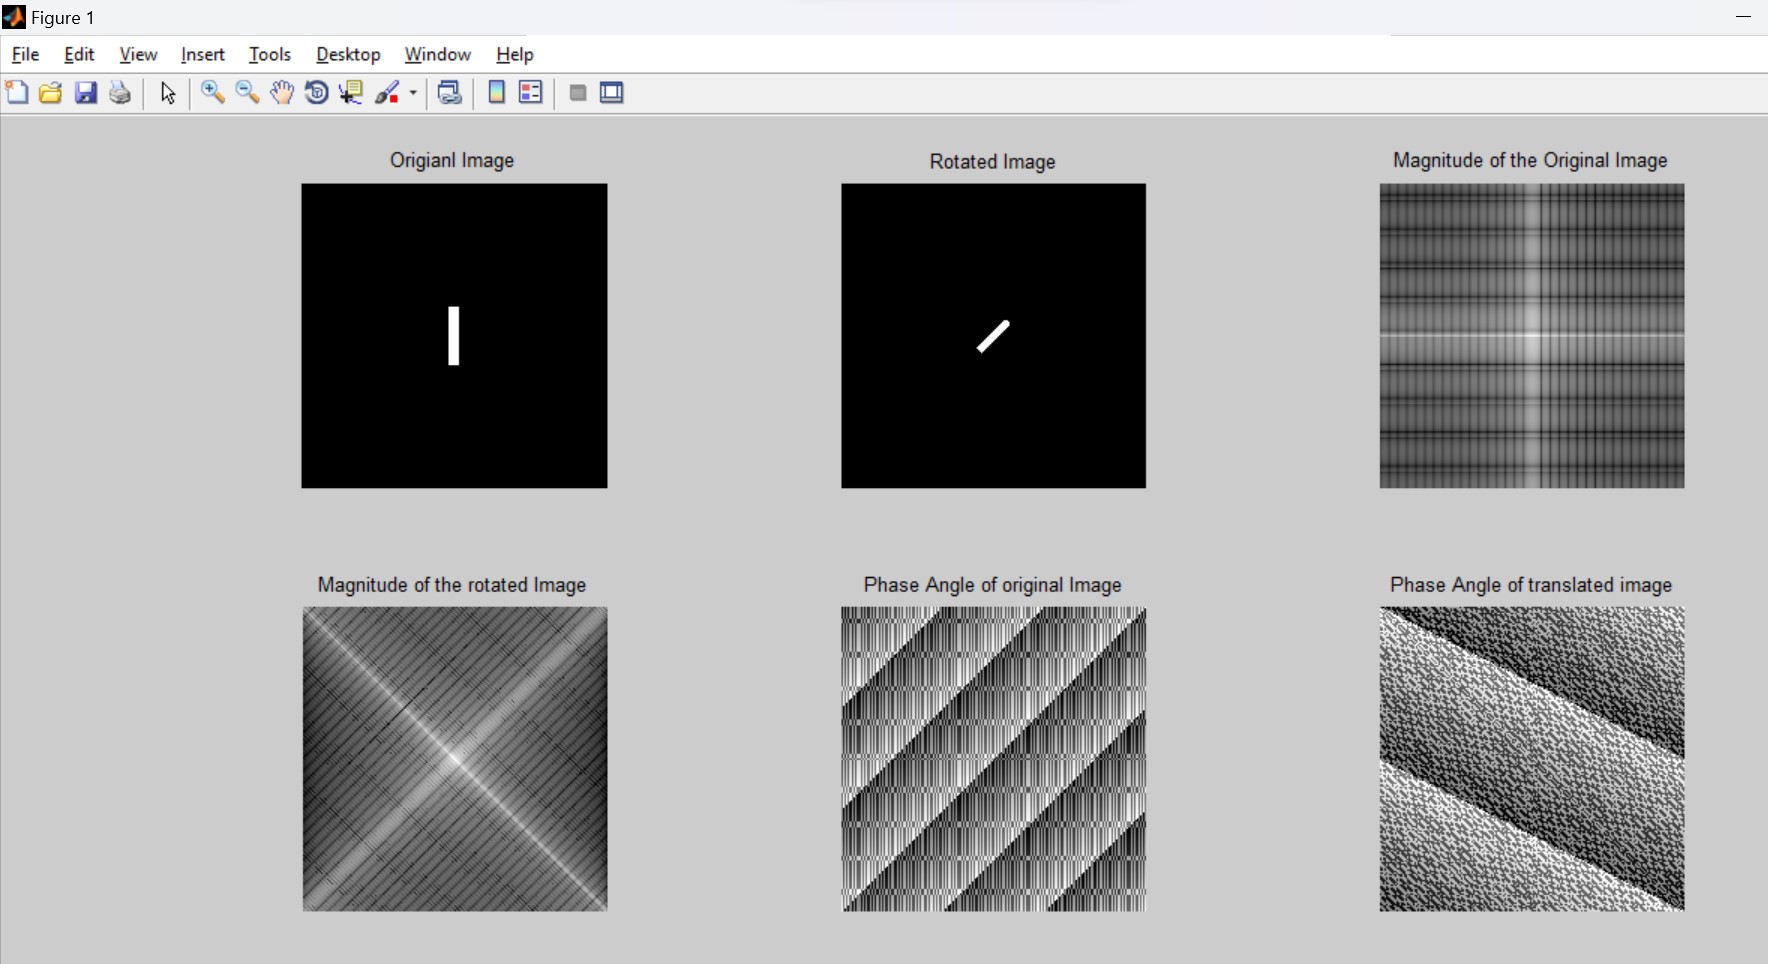 Figure 1
File Edit View Insert Tools Desktop Window Help
Origianl Image
Rotated Image
Magnitude of the Original Image
Magnitude of the rotated Image
Phase Angle of original Image
Phase Angle of translated image